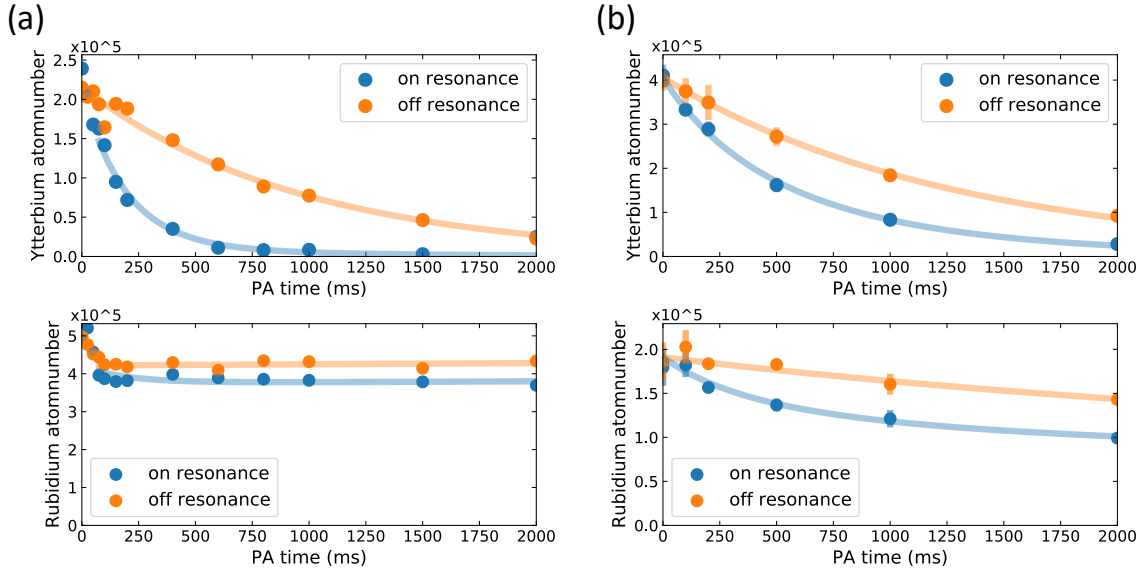 (a)
x10^5
Ytterbium atomnumber
2.5
2.0
1.5
1.0
0.5
0.0
on resonance
off resonance
0 250 500 750 1000 1250 1500 1750 2000
PA time (ms)
x10^5
Rubidium atomnumber
5
4
3
2
1
0
on resonance
off resonance
0 250 500 750 1000 1250 1500 1750 2000
PA time (ms)
(b)
x10^5
Ytterbium atomnumber
4
3
2
1
0
on resonance
off resonance
0 250 500 750 1000 1250 1500 1750 2000
PA time (ms)
x10^5
Rubidium atomnumber
2.0
1.5
1.0
0.5
0.0
on resonance
off resonance
0 250 500 750 1000 1250 1500 1750 2000
PA time (ms)